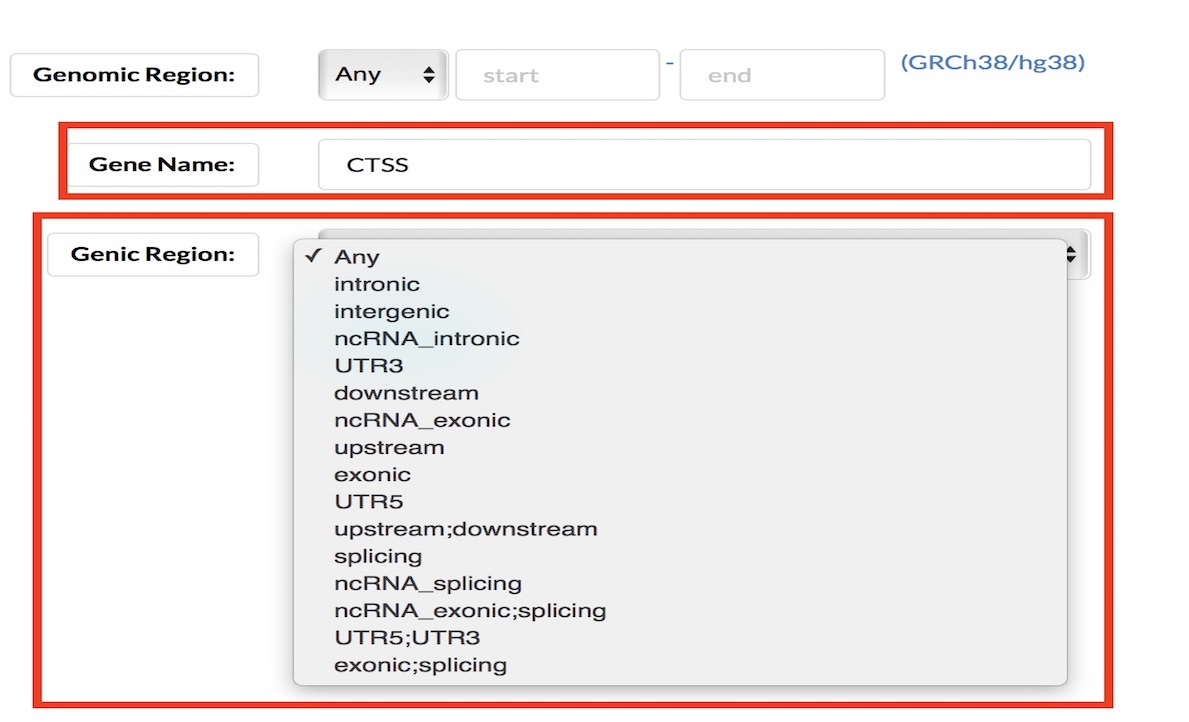 Genomic Region: Any start - end (GRCh38/hg38)
Gene Name: CTSS
Genic Region: ✓ Any
intronic
intergenic
ncRNA_intronic
UTR3
downstream
ncRNA_exonic
upstream
exonic
UTR5
upstream;downstream
splicing
ncRNA_splicing
ncRNA_exonic;splicing
UTR5;UTR3
exonic;splicing